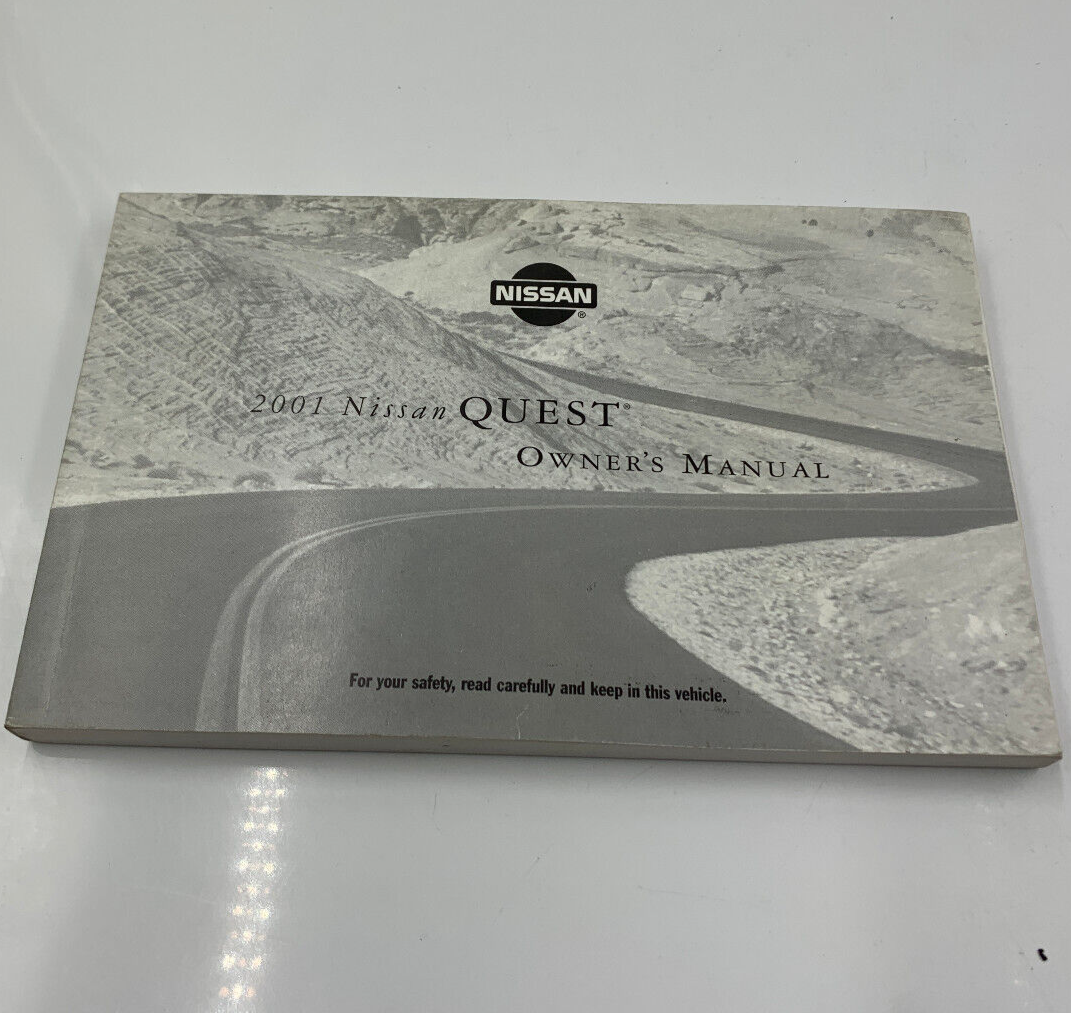 NISSAN®
2001 Nissan QUEST®
OWNER'S MANUAL
For your safety, read carefully and keep in this vehicle.